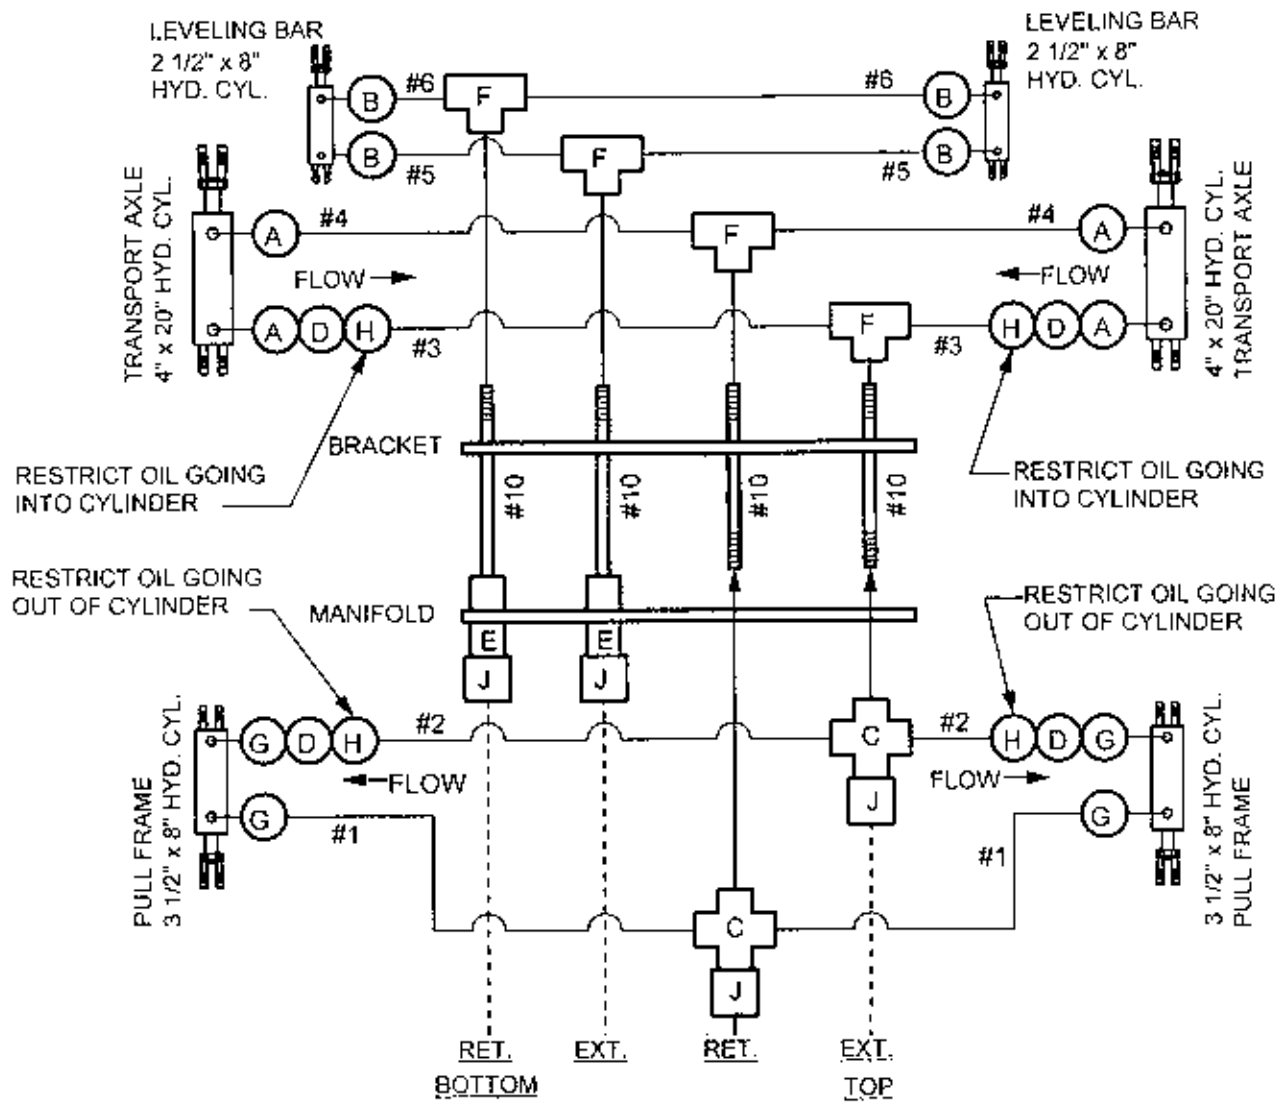 LEVELING BAR
2 1/2" x 8"
HYD. CYL.
LEVELING BAR
2 1/2" x 8"
HYD. CYL.
B #6 F #6 B
B #5 F #5 B
TRANSPORT AXLE
4" x 20" HYD. CYL.
A #4 F #4 A
FLOW
FLOW
A D H #3 F #3 H D A
4" x 20" HYD. CYL.
TRANSPORT AXLE
BRACKET
RESTRICT OIL GOING
INTO CYLINDER
#10 #10 #10 #10
RESTRICT OIL GOING
INTO CYLINDER
RESTRICT OIL GOING
OUT OF CYLINDER
MANIFOLD
RESTRICT OIL GOING
OUT OF CYLINDER
E E
J J
PULL FRAME
3 1/2" x 8" HYD. CYL.
G D H #2 C #2 H D G
FLOW
FLOW
J
G #1 #1 G
3 1/2" x 8" HYD. CYL.
PULL FRAME
C
J
RET. EXT. RET. EXT.
BOTTOM TOP